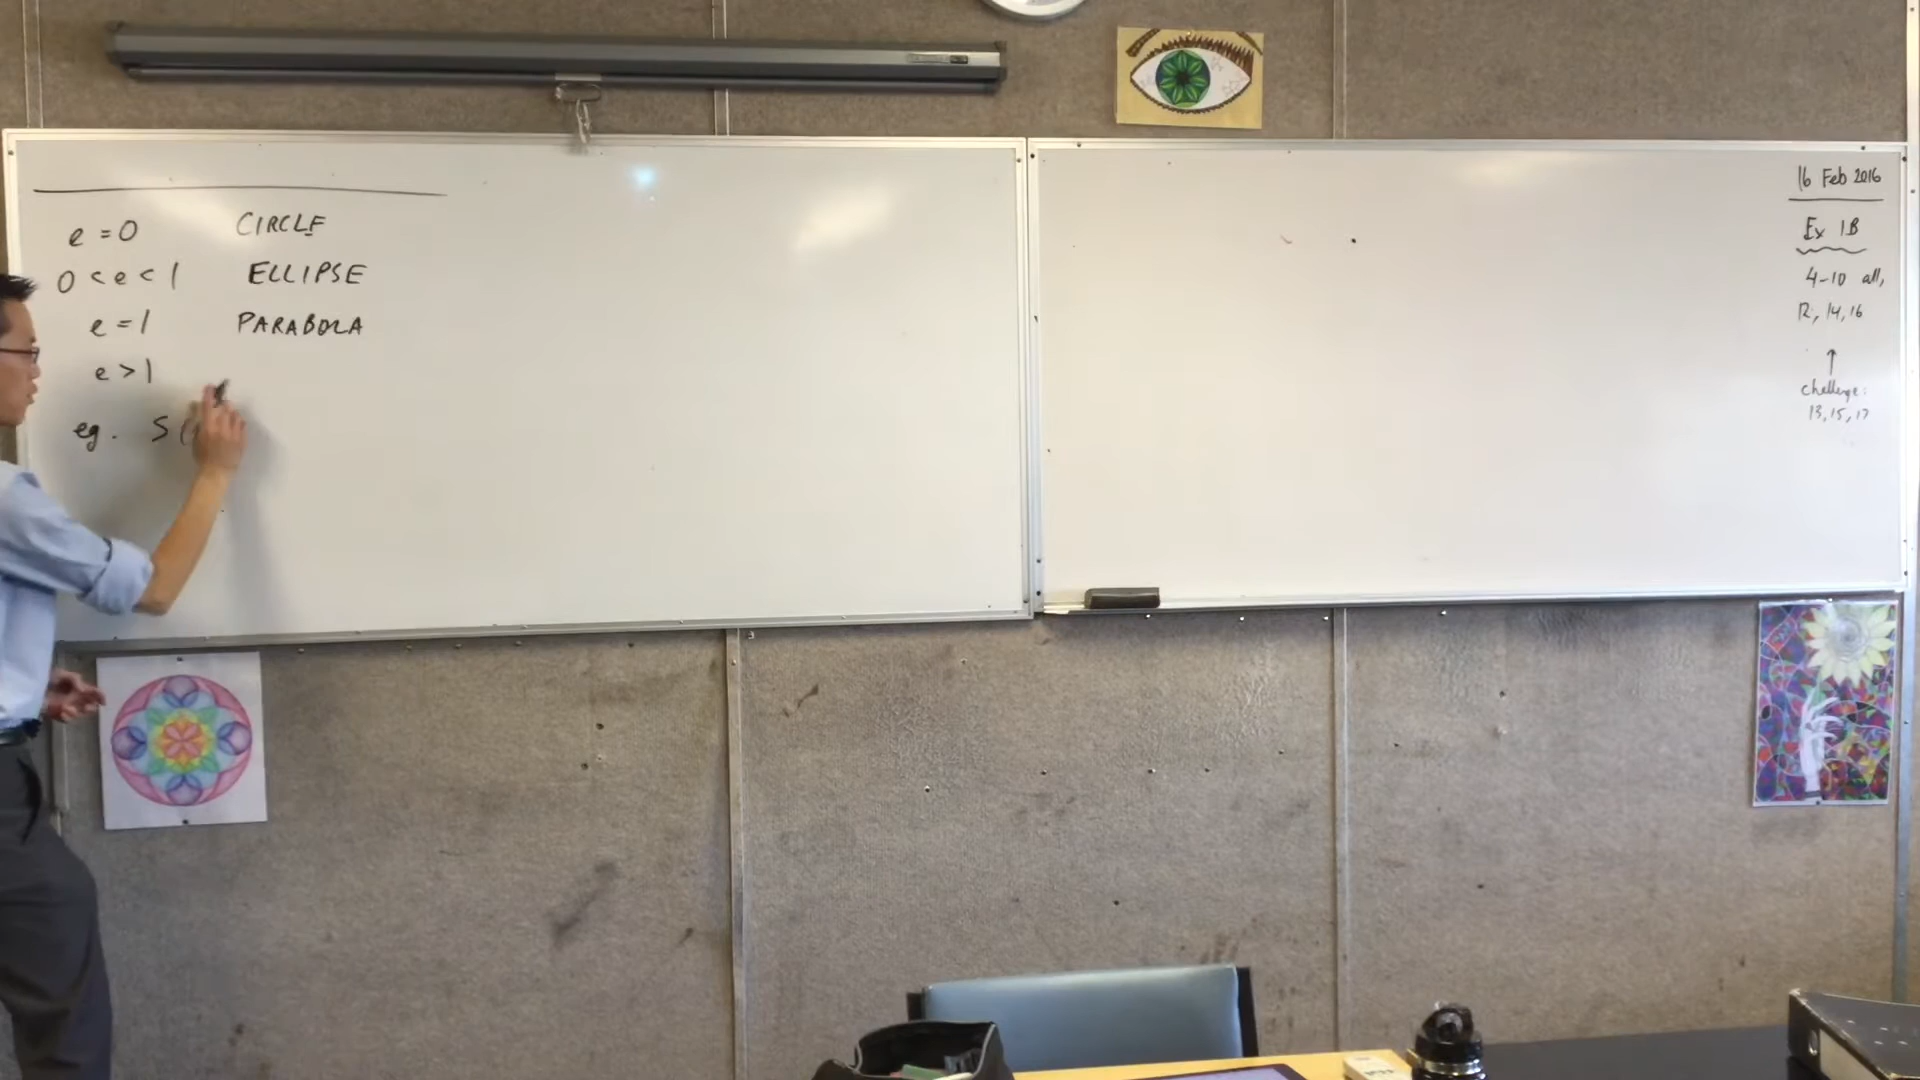 e = 0 CIRCLE
0 < e < 1 ELLIPSE
e = 1 PARABOLA
e > 1
eg. S (
16 Feb 2016
Ex 1B
4-10 all,
12, 14, 16
↑
challenge:
13, 15, 17